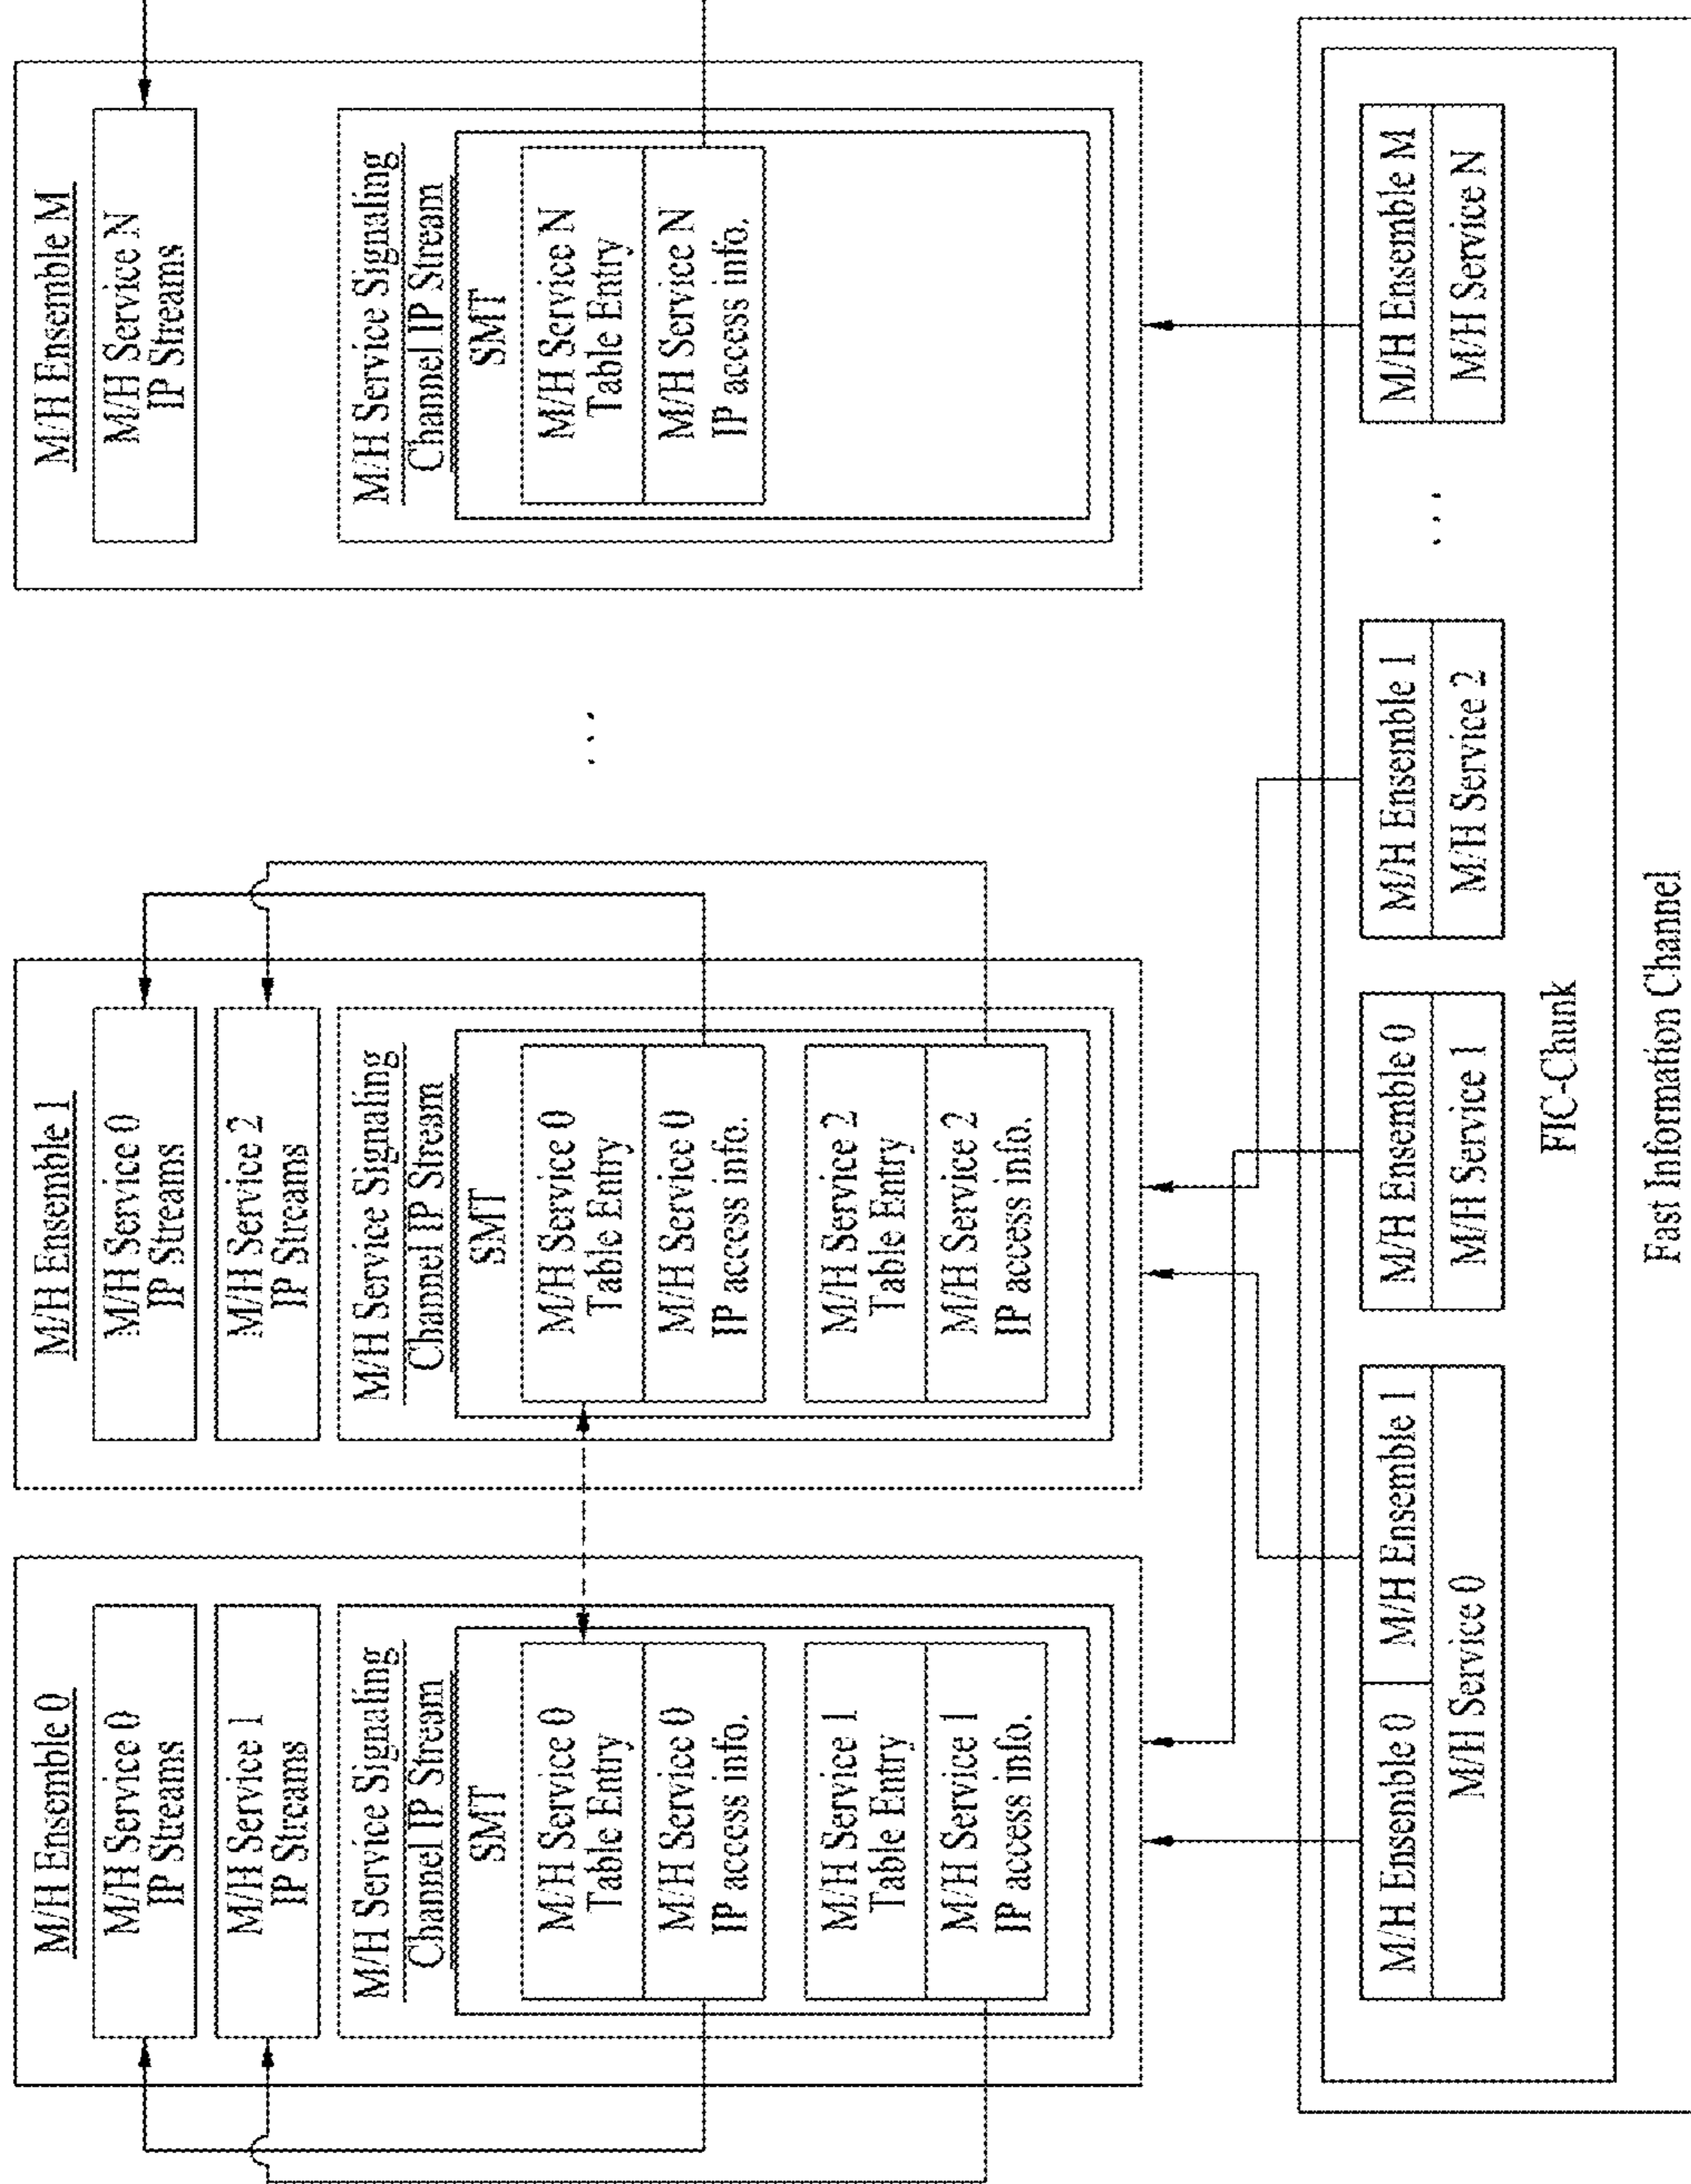 M/H Ensemble 0
M/H Service 0
IP Streams
M/H Service 1
IP Streams
M/H Service Signaling
Channel IP Stream
SMT
M/H Service 0
Table Entry
M/H Service 0
IP access info.
M/H Service 1
Table Entry
M/H Service 1
IP access info.
M/H Ensemble 1
M/H Service 0
IP Streams
M/H Service 2
IP Streams
M/H Service Signaling
Channel IP Stream
SMT
M/H Service 0
Table Entry
M/H Service 0
IP access info.
M/H Service 2
Table Entry
M/H Service 2
IP access info.
. . .
M/H Ensemble M
M/H Service N
IP Streams
M/H Service Signaling
Channel IP Stream
SMT
M/H Service N
Table Entry
M/H Service N
IP access info.
M/H Ensemble 0
M/H Ensemble 1
M/H Service 0
M/H Ensemble 0
M/H Service 1
M/H Ensemble 1
M/H Service 2
. . .
M/H Ensemble M
M/H Service N
FIC-Chunk
Fast Information Channel